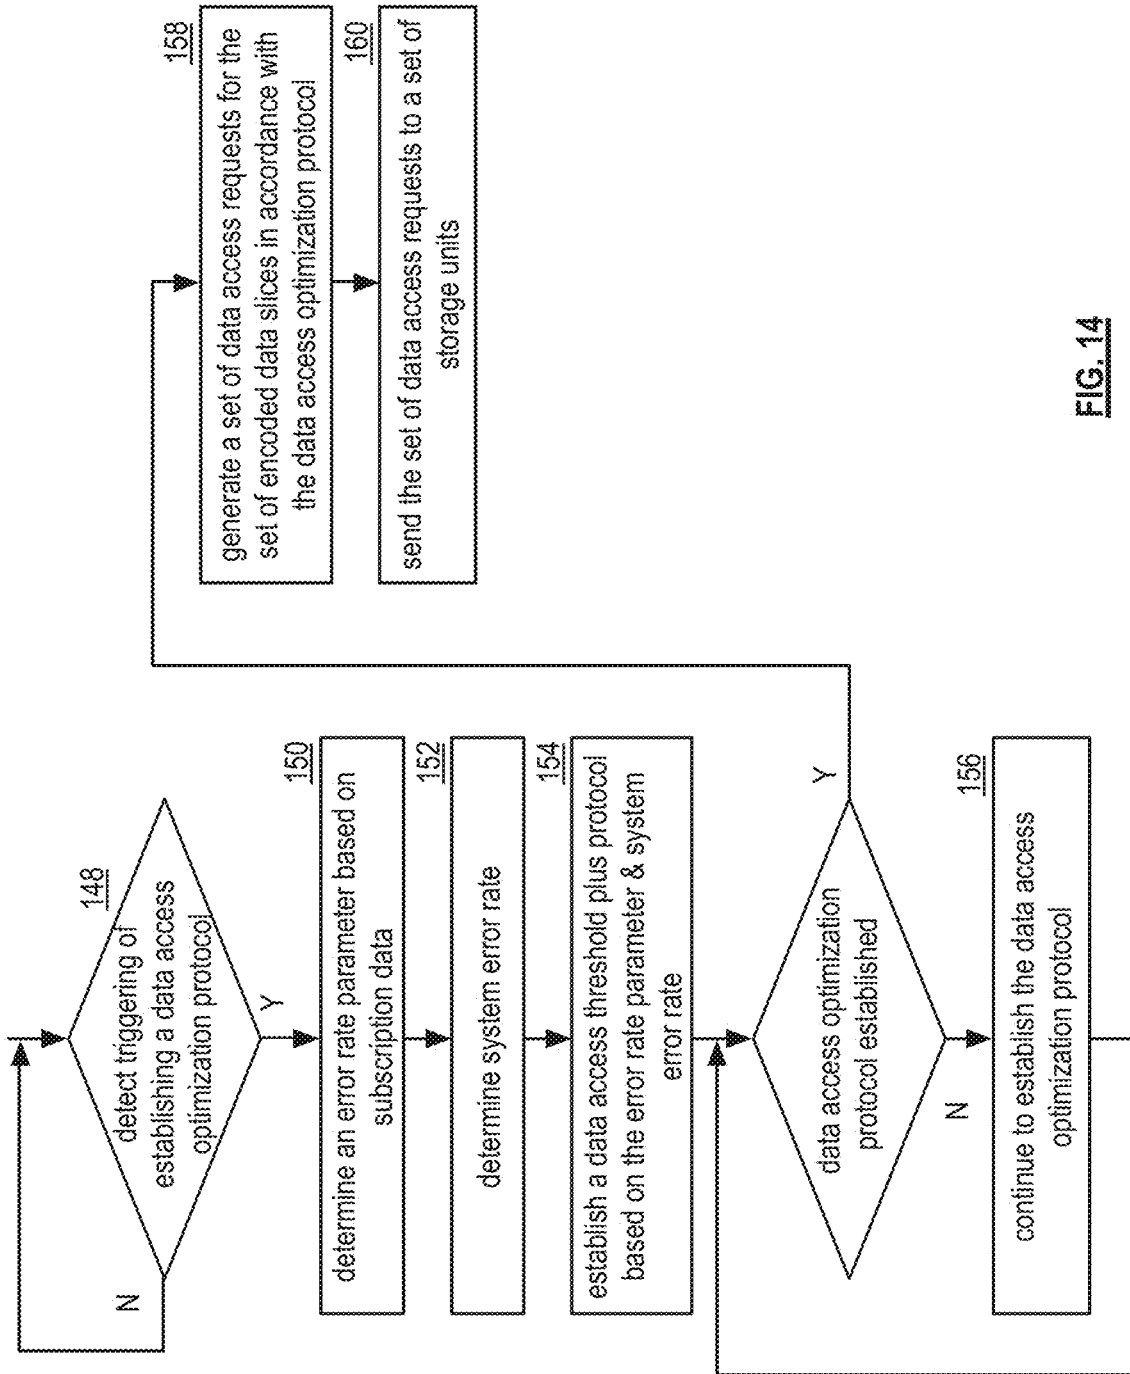 148
detect triggering of
establishing a data access
optimization protocol
N
Y
150
determine an error rate parameter based on
subscription data
152
determine system error rate
154
establish a data access threshold plus protocol
based on the error rate parameter & system
error rate
data access optimization
protocol established
Y
N
156
continue to establish the data access
optimization protocol
158
generate a set of data access requests for the
set of encoded data slices in accordance with
the data access optimization protocol
160
send the set of data access requests to a set of
storage units
FIG. 14